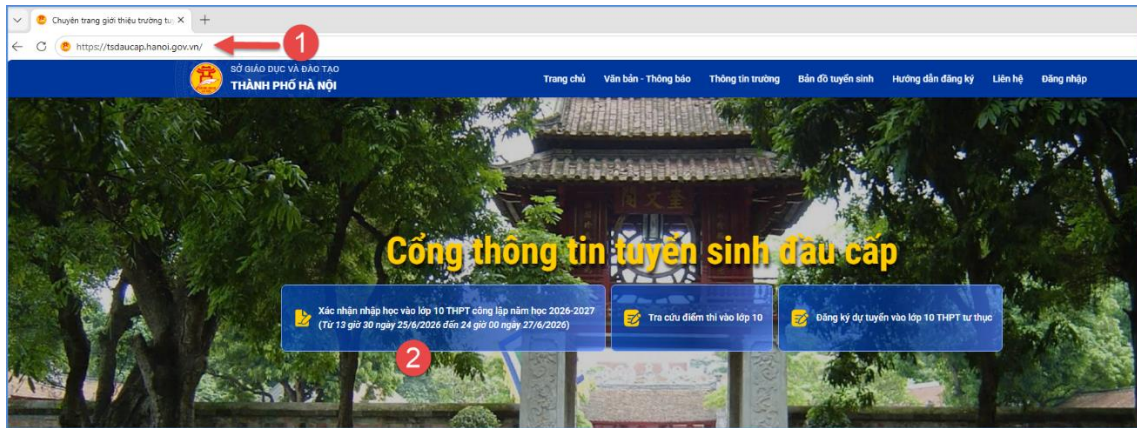 Chuyên trang giới thiệu trường tu
https://tsdaucap.hanoi.gov.vn/
1
SỞ GIÁO DỤC VÀ ĐÀO TẠO
THÀNH PHỐ HÀ NỘI
Trang chủ Văn bản - Thông báo Thông tin trường Bản đồ tuyển sinh Hướng dẫn đăng ký Liên hệ Đăng nhập
奎文閣
Cổng thông tin tuyển sinh đầu cấp
Xác nhận nhập học vào lớp 10 THPT công lập năm học 2026-2027
(Từ 13 giờ 30 ngày 25/6/2026 đến 24 giờ 00 ngày 27/6/2026)
Tra cứu điểm thi vào lớp 10
Đăng ký dự tuyển vào lớp 10 THPT tư thục
2